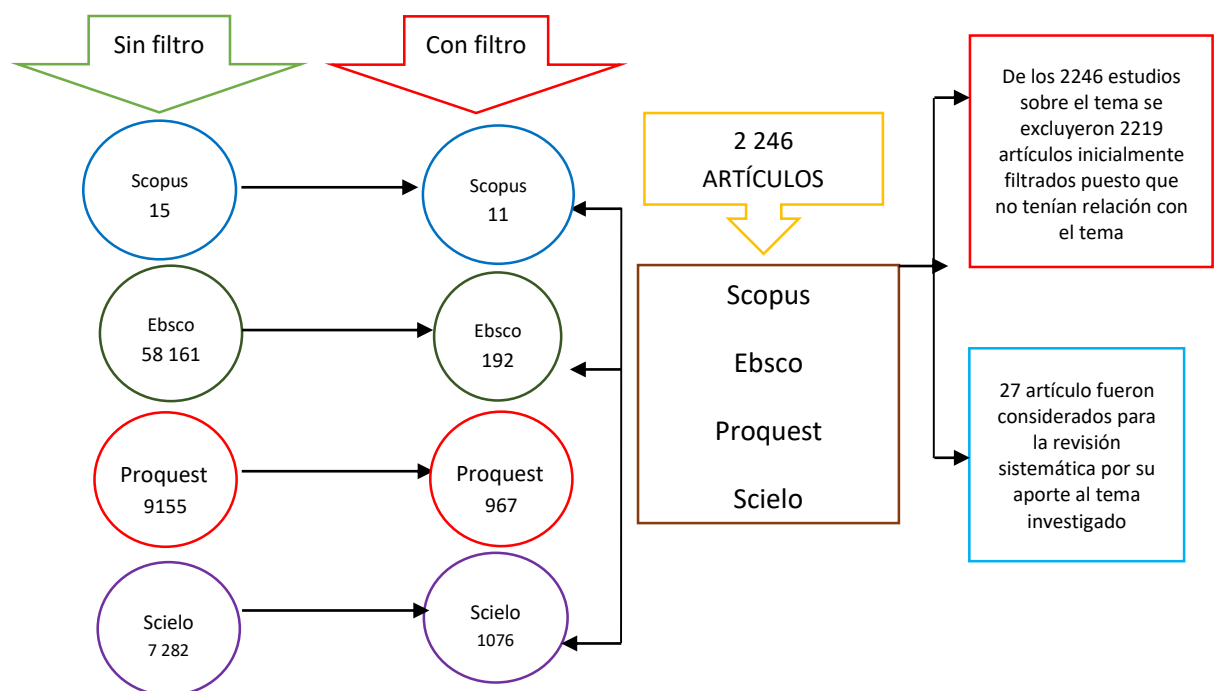 Sin filtro
Con filtro
Scopus
15
Scopus
11
Ebsco
58 161
Ebsco
192
Proquest
9155
Proquest
967
Scielo
7 282
Scielo
1076
2 246
ARTÍCULOS
Scopus
Ebsco
Proquest
Scielo
De los 2246 estudios
sobre el tema se
excluyeron 2219
artículos inicialmente
filtrados puesto que
no tenían relación con
el tema
27 artículo fueron
considerados para
la revisión
sistemática por su
aporte al tema
investigado